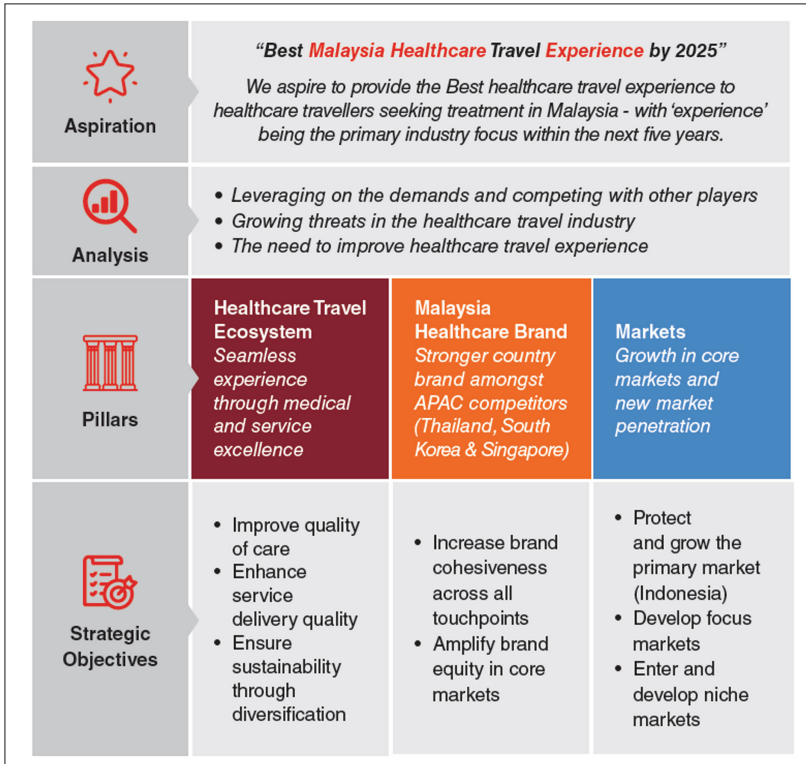 Aspiration
“Best Malaysia Healthcare Travel Experience by 2025”
We aspire to provide the Best healthcare travel experience to
healthcare travellers seeking treatment in Malaysia - with ‘experience’
being the primary industry focus within the next five years.
Analysis
• Leveraging on the demands and competing with other players
• Growing threats in the healthcare travel industry
• The need to improve healthcare travel experience
Pillars
Healthcare Travel
Ecosystem
Seamless
experience
through medical
and service
excellence
Malaysia
Healthcare Brand
Stronger country
brand amongst
APAC competitors
(Thailand, South
Korea & Singapore)
Markets
Growth in core
markets and
new market
penetration
Strategic
Objectives
• Improve quality
of care
• Enhance
service
delivery quality
• Ensure
sustainability
through
diversification
• Increase brand
cohesiveness
across all
touchpoints
• Amplify brand
equity in core
markets
• Protect
and grow the
primary market
(Indonesia)
• Develop focus
markets
• Enter and
develop niche
markets